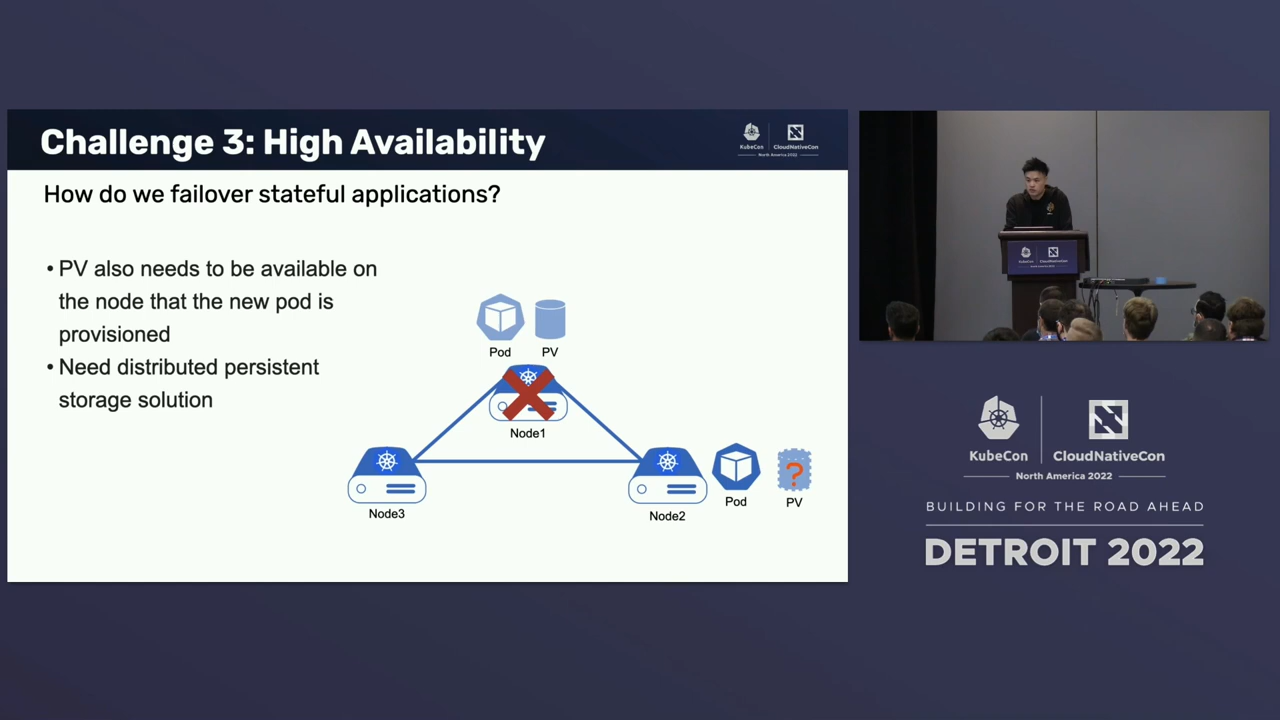 Challenge 3: High Availability
KubeCon
CloudNativeCon
North America 2022
How do we failover stateful applications?
• PV also needs to be available on
the node that the new pod is
provisioned
• Need distributed persistent
storage solution
Pod
PV
Node1
Node3
Node2
Pod
?
PV
KubeCon
CloudNativeCon
KubeCon
CloudNativeCon
North America 2022
BUILDING FOR THE ROAD AHEAD
DETROIT 2022